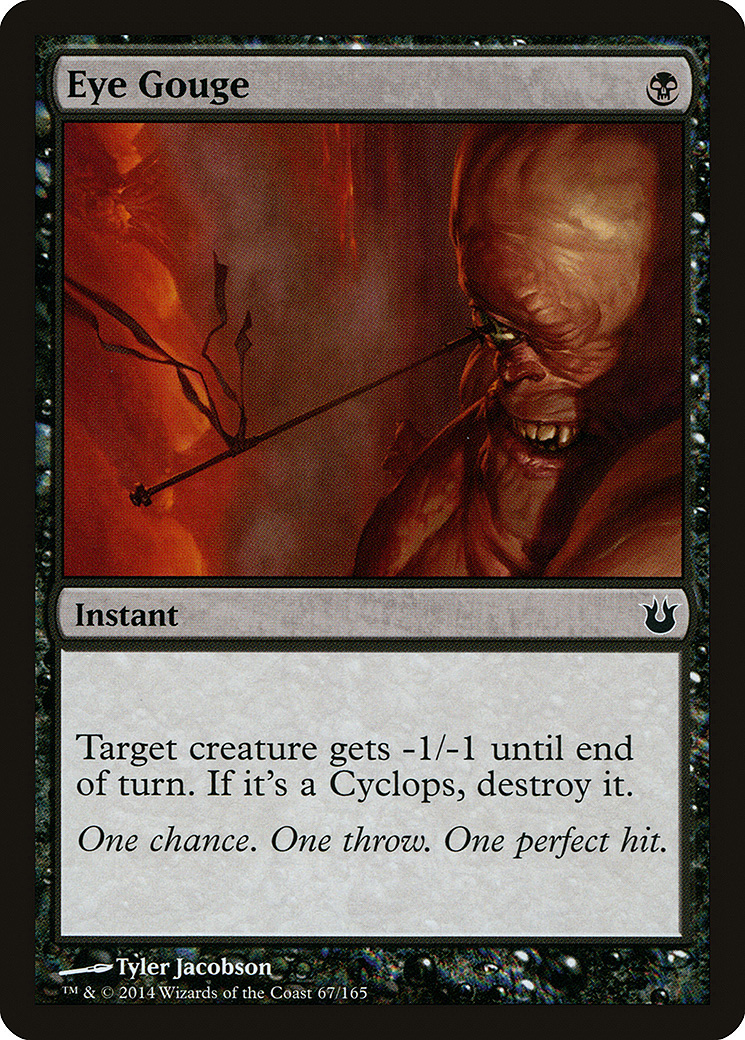 Eye Gouge
Instant
Target creature gets -1/-1 until end
of turn. If it's a Cyclops, destroy it.
One chance. One throw. One perfect hit.
Tyler Jacobson
™ & © 2014 Wizards of the Coast 67/165